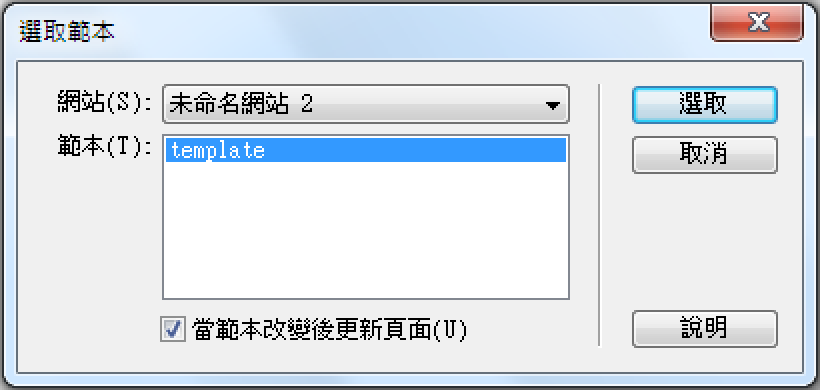 選取範本
網站(S): 未命名網站 2
選取
範本(T): template
取消
當範本改變後更新頁面(U)
說明